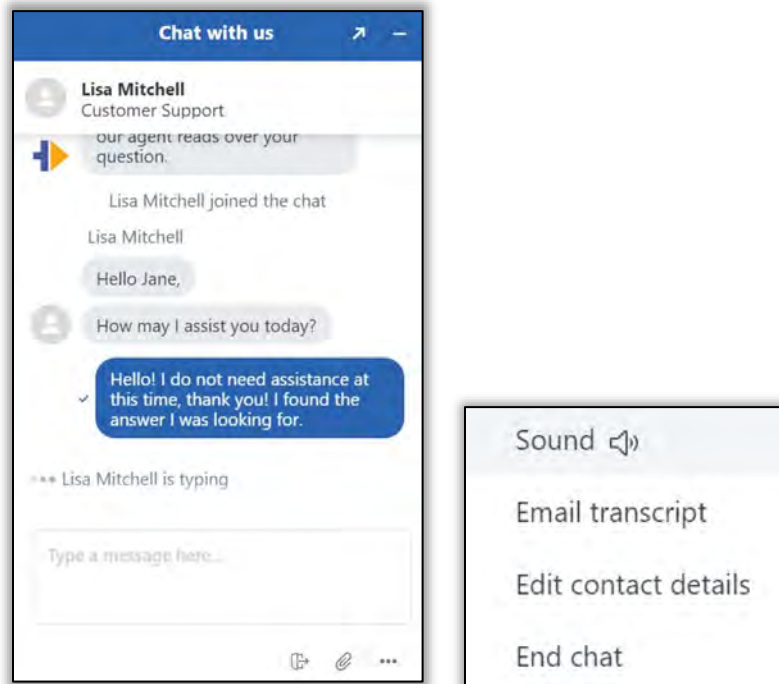 Chat with us
Lisa Mitchell
Customer Support
our agent reads over your
question.
Lisa Mitchell joined the chat
Lisa Mitchell
Hello Jane,
How may I assist you today?
Hello! I do not need assistance at
this time, thank you! I found the
answer I was looking for.
Lisa Mitchell is typing
Type a message here...
Sound
Email transcript
Edit contact details
End chat